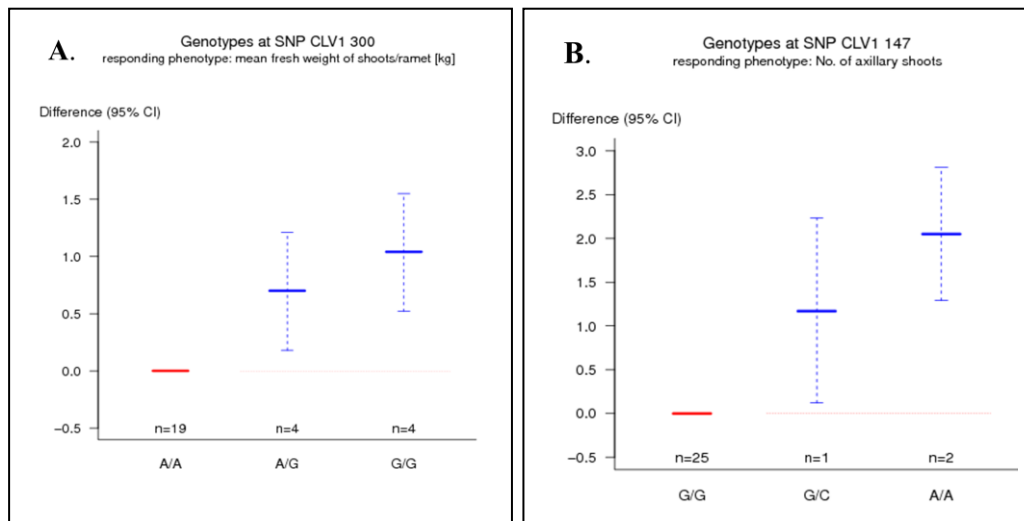 A.
Genotypes at SNP CLV1 300
responding phenotype: mean fresh weight of shoots/ramet [kg]
Difference (95% CI)
2.0
1.5
1.0
0.5
0.0
−0.5
n=19 n=4 n=4
A/A A/G G/G
B.
Genotypes at SNP CLV1 147
responding phenotype: No. of axillary shoots
Difference (95% CI)
3.0
2.5
2.0
1.5
1.0
0.5
0.0
−0.5
n=25 n=1 n=2
G/G G/C A/A